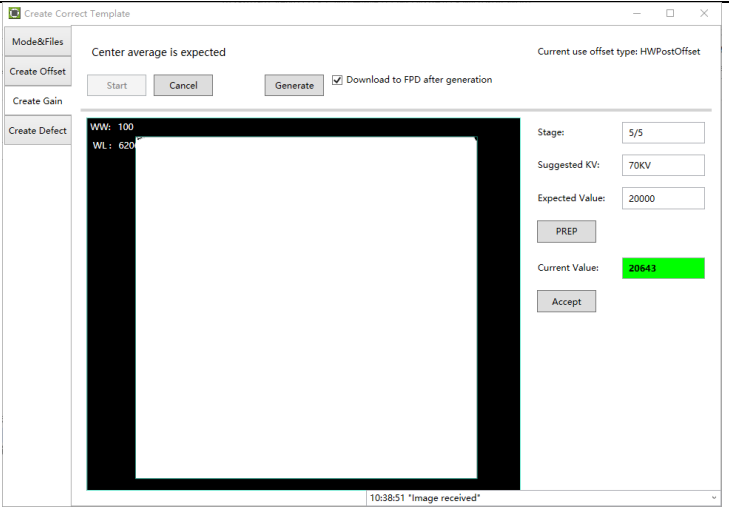 Create Correct Template
Mode&Files
Create Offset
Create Gain
Create Defect
Center average is expected
Current use offset type: HWPostOffset
Start
Cancel
Generate
Download to FPD after generation
WW: 100
WL: 620
Stage:
5/5
Suggested KV:
70KV
Expected Value:
20000
PREP
Current Value:
20643
Accept
10:38:51 "Image received"